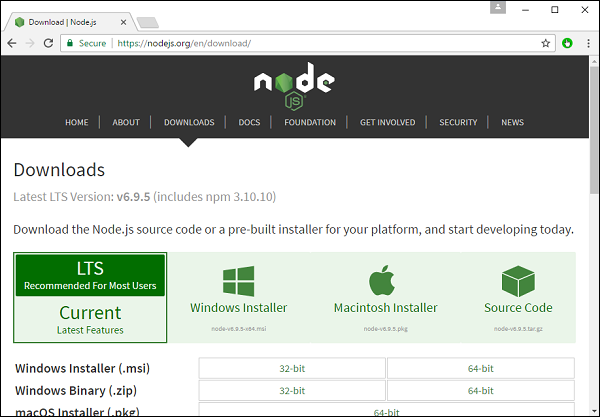 Download | Node.js
Secure https://nodejs.org/en/download/
node
JS
HOME ABOUT DOWNLOADS DOCS FOUNDATION GET INVOLVED SECURITY NEWS
Downloads
Latest LTS Version: v6.9.5 (includes npm 3.10.10)
Download the Node.js source code or a pre-built installer for your platform, and start developing today.
LTS
Recommended For Most Users
Current
Latest Features
Windows Installer
node-v6.9.5-x64.msi
Macintosh Installer
node-v6.9.5.pkg
Source Code
node-v6.9.5.tar.gz
Windows Installer (.msi) 32-bit 64-bit
Windows Binary (.zip) 32-bit 64-bit
macOS Installer (.pkg) 64-bit